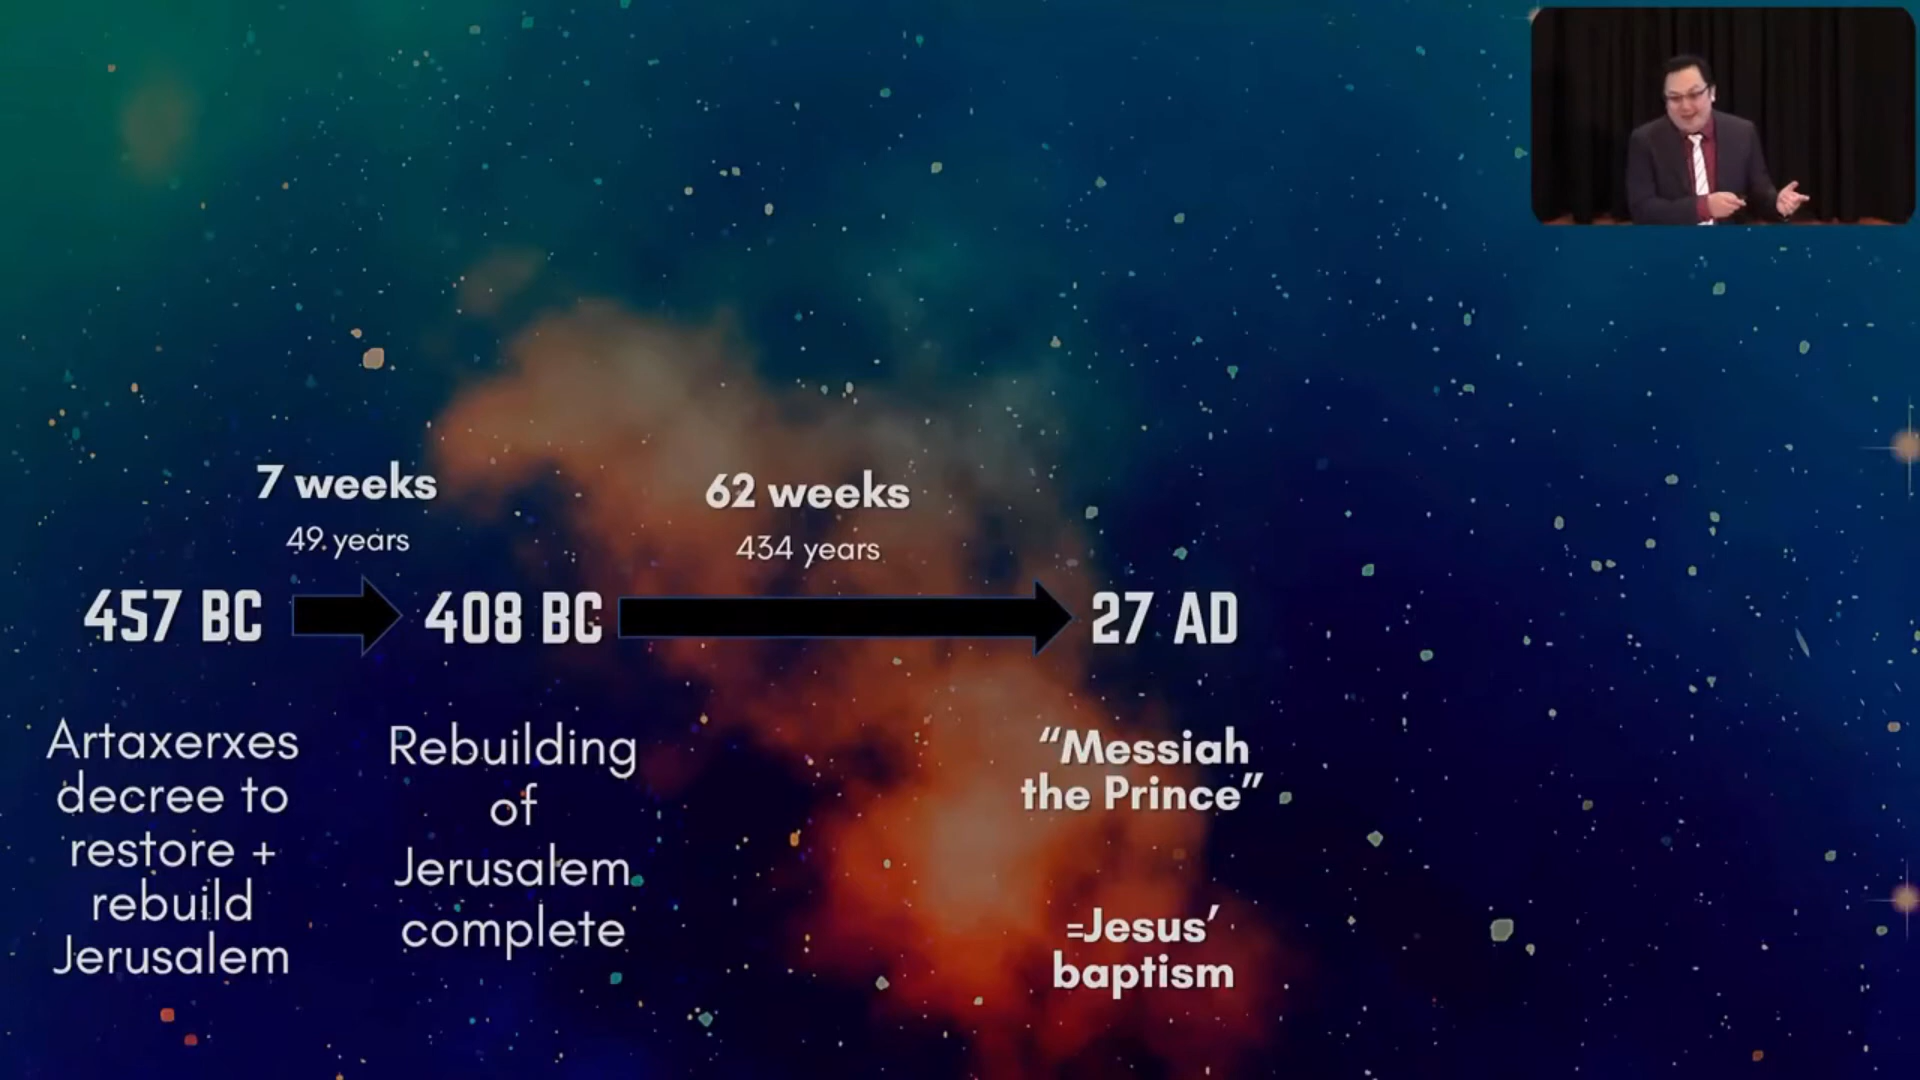 7 weeks
49 years
62 weeks
434 years
457 BC
408 BC
27 AD
Artaxerxes
decree to
restore +
rebuild
Jerusalem
Rebuilding
of
Jerusalem
complete
“Messiah
the Prince”
=Jesus’
baptism